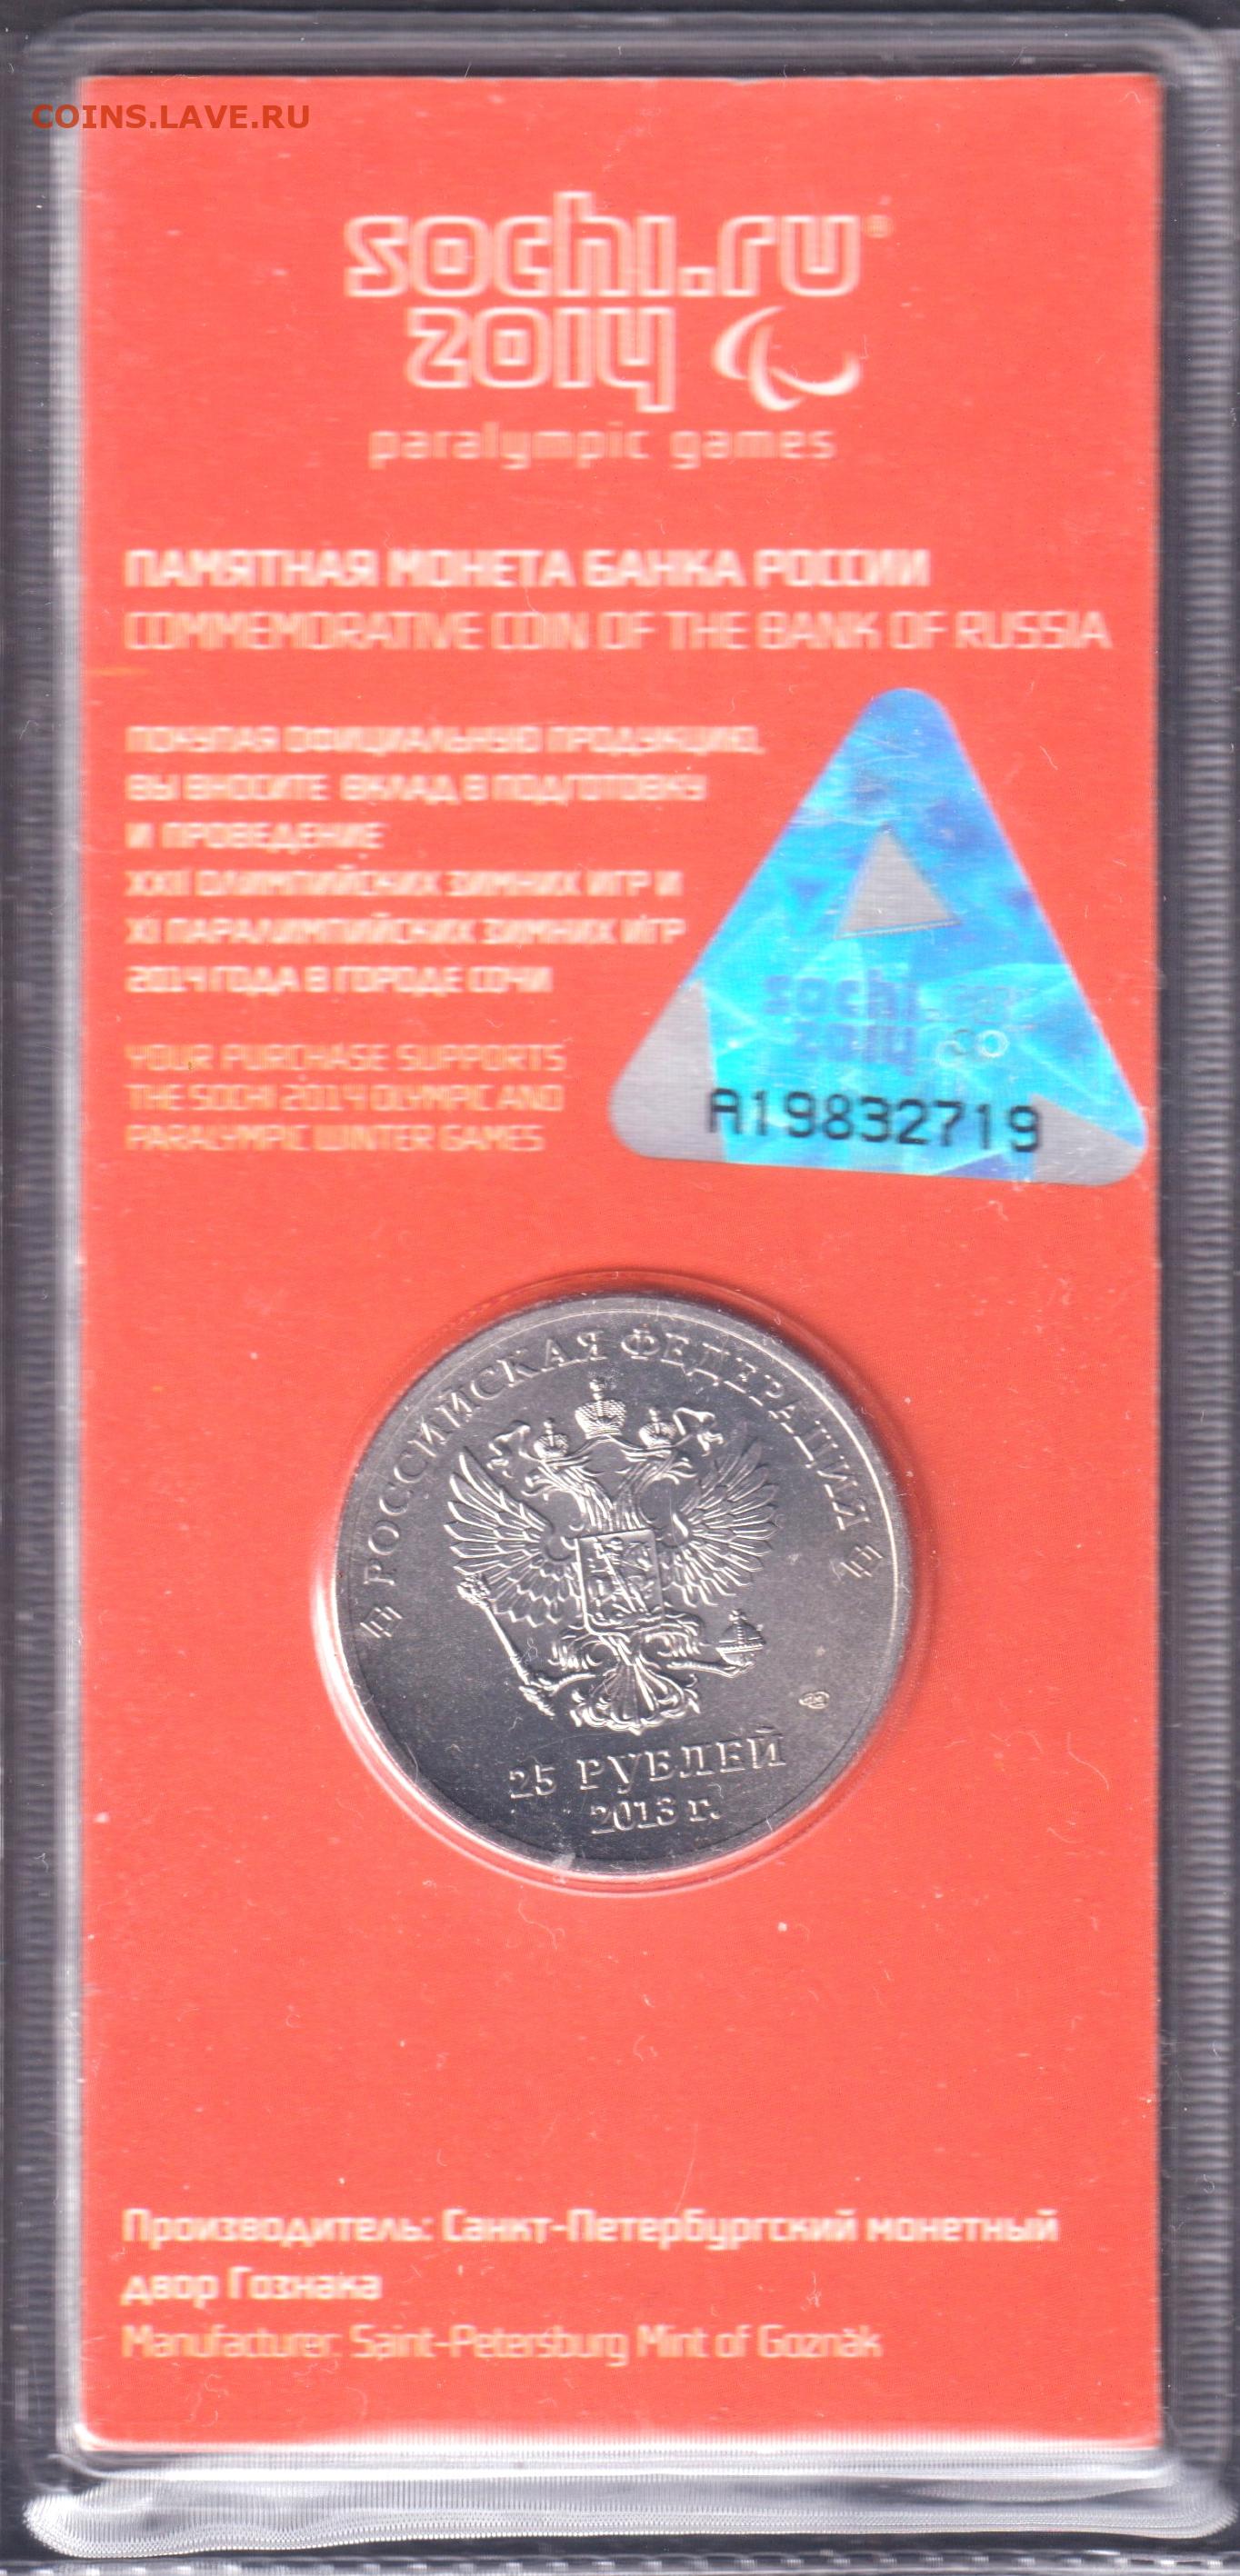 COINS.LAVE.RU
sochi.ru®
2014
paralympic games
ПАМЯТНАЯ МОНЕТА БАНКА РОССИИ
COMMEMORATIVE COIN OF THE BANK OF RUSSIA
ПОКУПАЯ ОФИЦИАЛЬНУЮ ПРОДУКЦИЮ,
ВЫ ВНОСИТЕ ВКЛАД В ПОДГОТОВКУ
И ПРОВЕДЕНИЕ
XXII ОЛИМПИЙСКИХ ЗИМНИХ ИГР И
XI ПАРАЛИМПИЙСКИХ ЗИМНИХ ИГР
2014 ГОДА В ГОРОДЕ СОЧИ
YOUR PURCHASE SUPPORTS
THE SOCHI 2014 OLYMPIC AND
PARALYMPIC WINTER GAMES
sochi
2014
A19832719
РОССИЙСКАЯ ФЕДЕРАЦИЯ
25 РУБЛЕЙ
2013 г.
Производитель: Санкт-Петербургский монетный
двор Гознака
Manufacturer: Saint-Petersburg Mint of Goznak